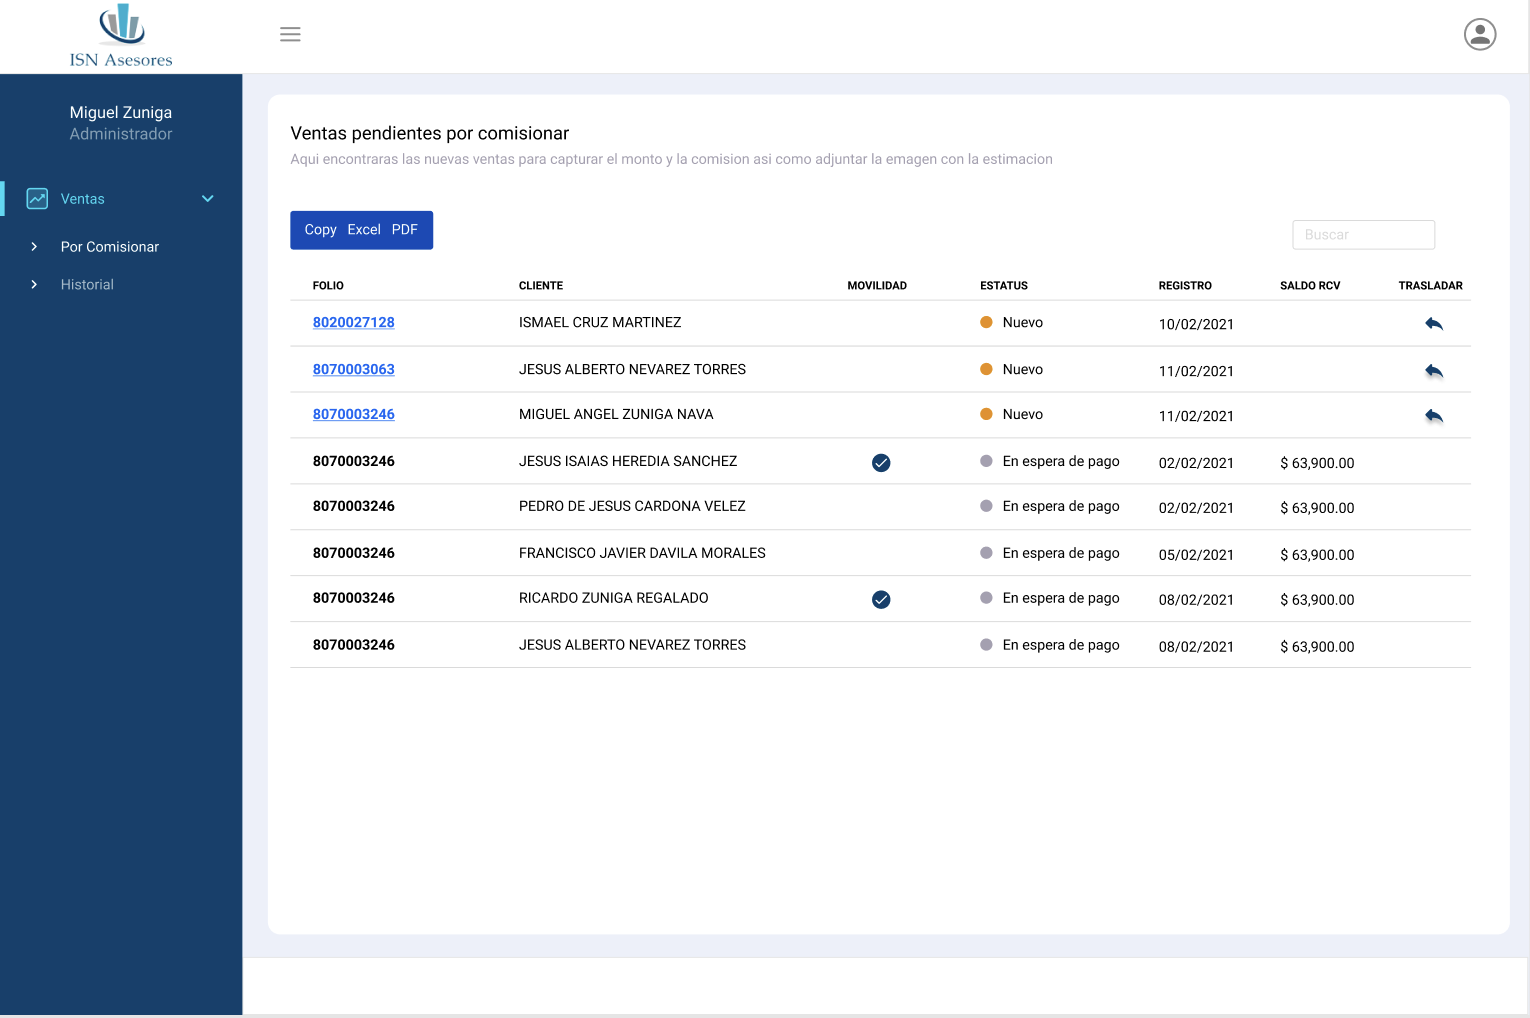 ISN Asesores
Miguel Zuniga
Administrador
Ventas
Por Comisionar
Historial
Ventas pendientes por comisionar
Aqui encontraras las nuevas ventas para capturar el monto y la comision asi como adjuntar la emagen con la estimacion
Copy Excel PDF
Buscar
FOLIO CLIENTE MOVILIDAD ESTATUS REGISTRO SALDO RCV TRASLADAR
8020027128 ISMAEL CRUZ MARTINEZ Nuevo 10/02/2021
8070003063 JESUS ALBERTO NEVAREZ TORRES Nuevo 11/02/2021
8070003246 MIGUEL ANGEL ZUNIGA NAVA Nuevo 11/02/2021
8070003246 JESUS ISAIAS HEREDIA SANCHEZ En espera de pago 02/02/2021 $ 63,900.00
8070003246 PEDRO DE JESUS CARDONA VELEZ En espera de pago 02/02/2021 $ 63,900.00
8070003246 FRANCISCO JAVIER DAVILA MORALES En espera de pago 05/02/2021 $ 63,900.00
8070003246 RICARDO ZUNIGA REGALADO En espera de pago 08/02/2021 $ 63,900.00
8070003246 JESUS ALBERTO NEVAREZ TORRES En espera de pago 08/02/2021 $ 63,900.00